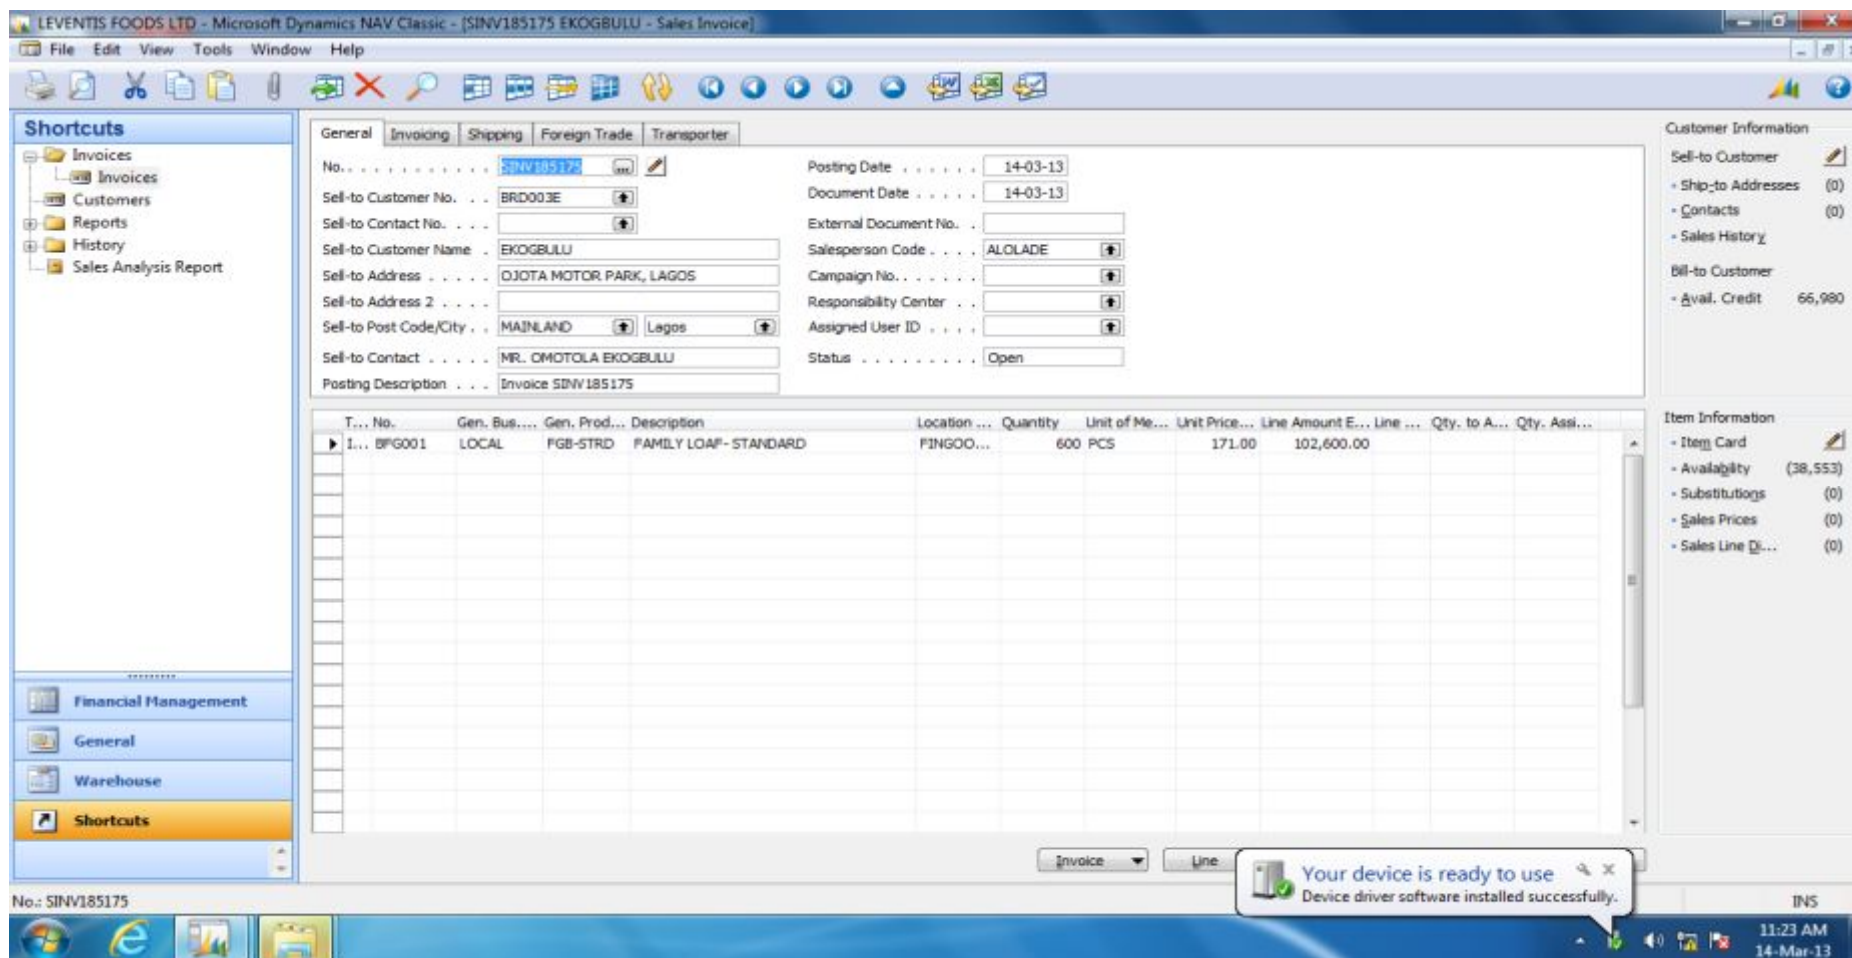 LEVENTIS FOODS LTD - Microsoft Dynamics NAV Classic - [SINV185175 EKOGBULU - Sales Invoice]
File Edit View Tools Window Help
Shortcuts
Invoices
Invoices
Customers
Reports
History
Sales Analysis Report
Financial Management
General
Warehouse
Shortcuts
General Invoicing Shipping Foreign Trade Transporter
No. . . . . . . . . . . . SINV185175
Sell-to Customer No. . . BRD003E
Sell-to Contact No. . . .
Sell-to Customer Name . EKOGBULU
Sell-to Address . . . . . OJOTA MOTOR PARK, LAGOS
Sell-to Address 2 . . . .
Sell-to Post Code/City . . MAINLAND Lagos
Sell-to Contact . . . . . MR. OMOTOLA EKOGBULU
Posting Description . . . Invoice SINV185175
Posting Date . . . . . . 14-03-13
Document Date . . . . . 14-03-13
External Document No. .
Salesperson Code . . . . ALOLADE
Campaign No. . . . . . .
Responsibility Center . .
Assigned User ID . . . .
Status . . . . . . . . . Open
T... No. Gen. Bus.... Gen. Prod... Description Location ... Quantity Unit of Me... Unit Price... Line Amount E... Line ... Qty. to A... Qty. Assi...
I... BFG001 LOCAL FGB-STRD FAMILY LOAF- STANDARD FINGOO... 600 PCS 171.00 102,600.00
Customer Information
Sell-to Customer
Ship-to Addresses (0)
Contacts (0)
Sales History
Bill-to Customer
Avail. Credit 66,980
Item Information
Item Card
Availability (38,553)
Substitutions (0)
Sales Prices (0)
Sales Line Di... (0)
Invoice Line
Your device is ready to use
Device driver software installed successfully.
No.: SINV185175 INS
11:23 AM
14-Mar-13